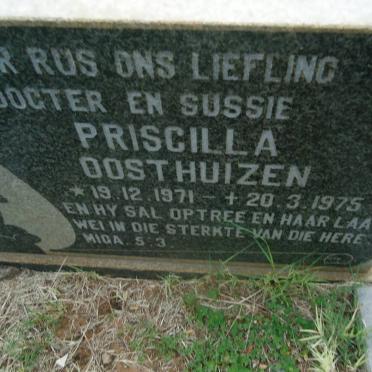 R RUS ONS LIEFLING
OGTER EN SUSSIE
PRISCILLA
OOSTHUIZEN
* 19.12.1971 — + 20.3.1975
EN HY SAL OPTREE EN HAAR LAA
WEI IN DIE STERKTE VAN DIE HERE
MIGA. 5:3